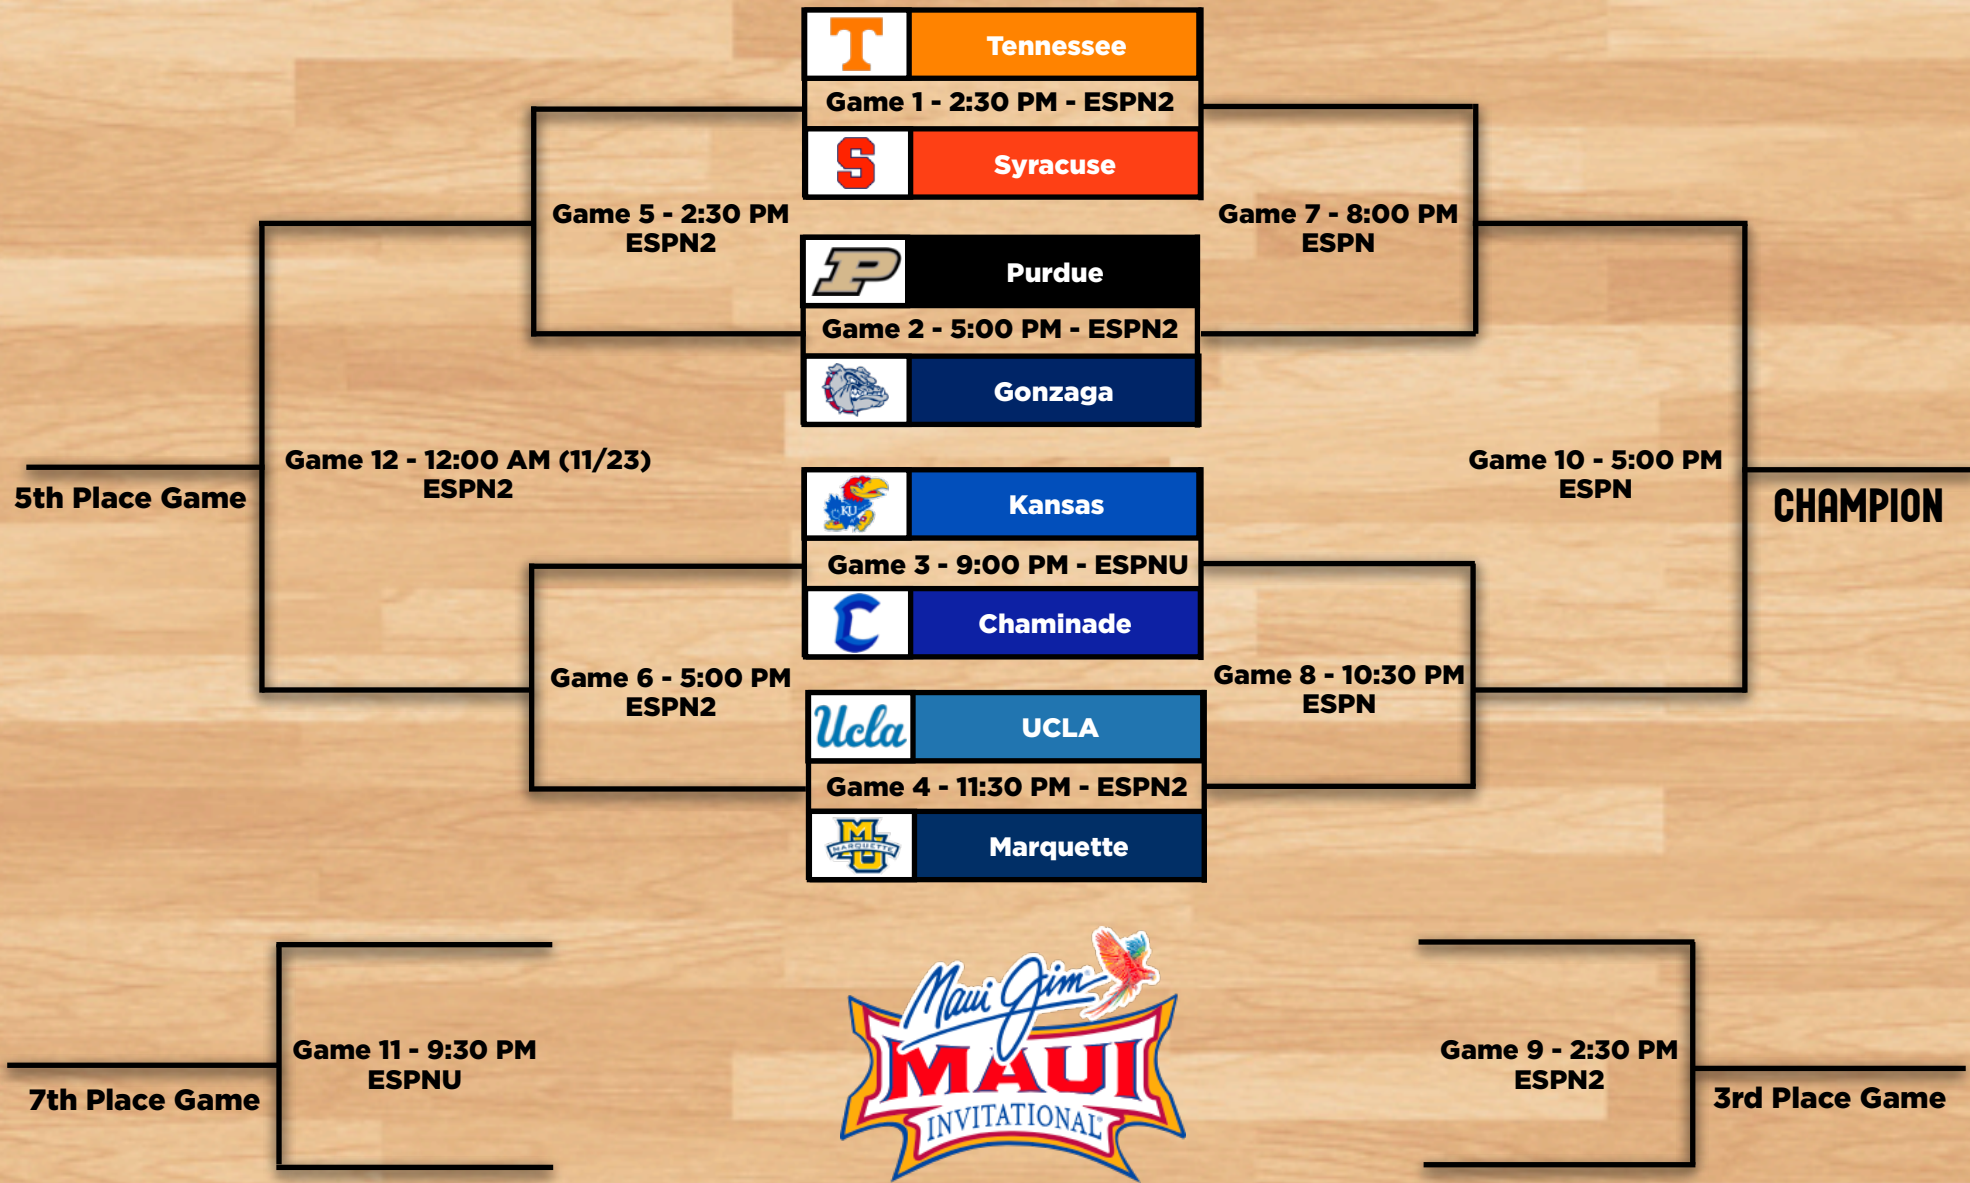 T
Tennessee
Game 1 - 2:30 PM - ESPN2
S
Syracuse
Game 5 - 2:30 PM
ESPN2
Game 7 - 8:00 PM
ESPN
P
Purdue
Game 2 - 5:00 PM - ESPN2
Gonzaga
Game 12 - 12:00 AM (11/23)
ESPN2
5th Place Game
Game 10 - 5:00 PM
ESPN
CHAMPION
KU
Kansas
Game 3 - 9:00 PM - ESPNU
C
Chaminade
Game 6 - 5:00 PM
ESPN2
Game 8 - 10:30 PM
ESPN
Ucla
UCLA
Game 4 - 11:30 PM - ESPN2
MU
MARQUETTE
Marquette
Game 11 - 9:30 PM
ESPNU
7th Place Game
Maui Jim
MAUI
INVITATIONAL
Game 9 - 2:30 PM
ESPN2
3rd Place Game